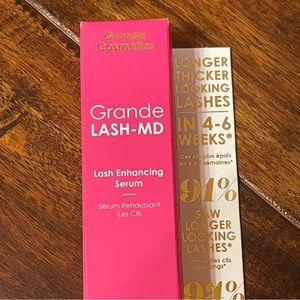 Grande
Cosmetics
Grande
LASH-MD
Lash Enhancing
Serum
Sérum Rehaussant
Les Cils
LONGER
THICKER
LOOKING
LASHES
IN 4-6
WEEKS*
91%
SAW
LONGER
LOOKING
LASHES*